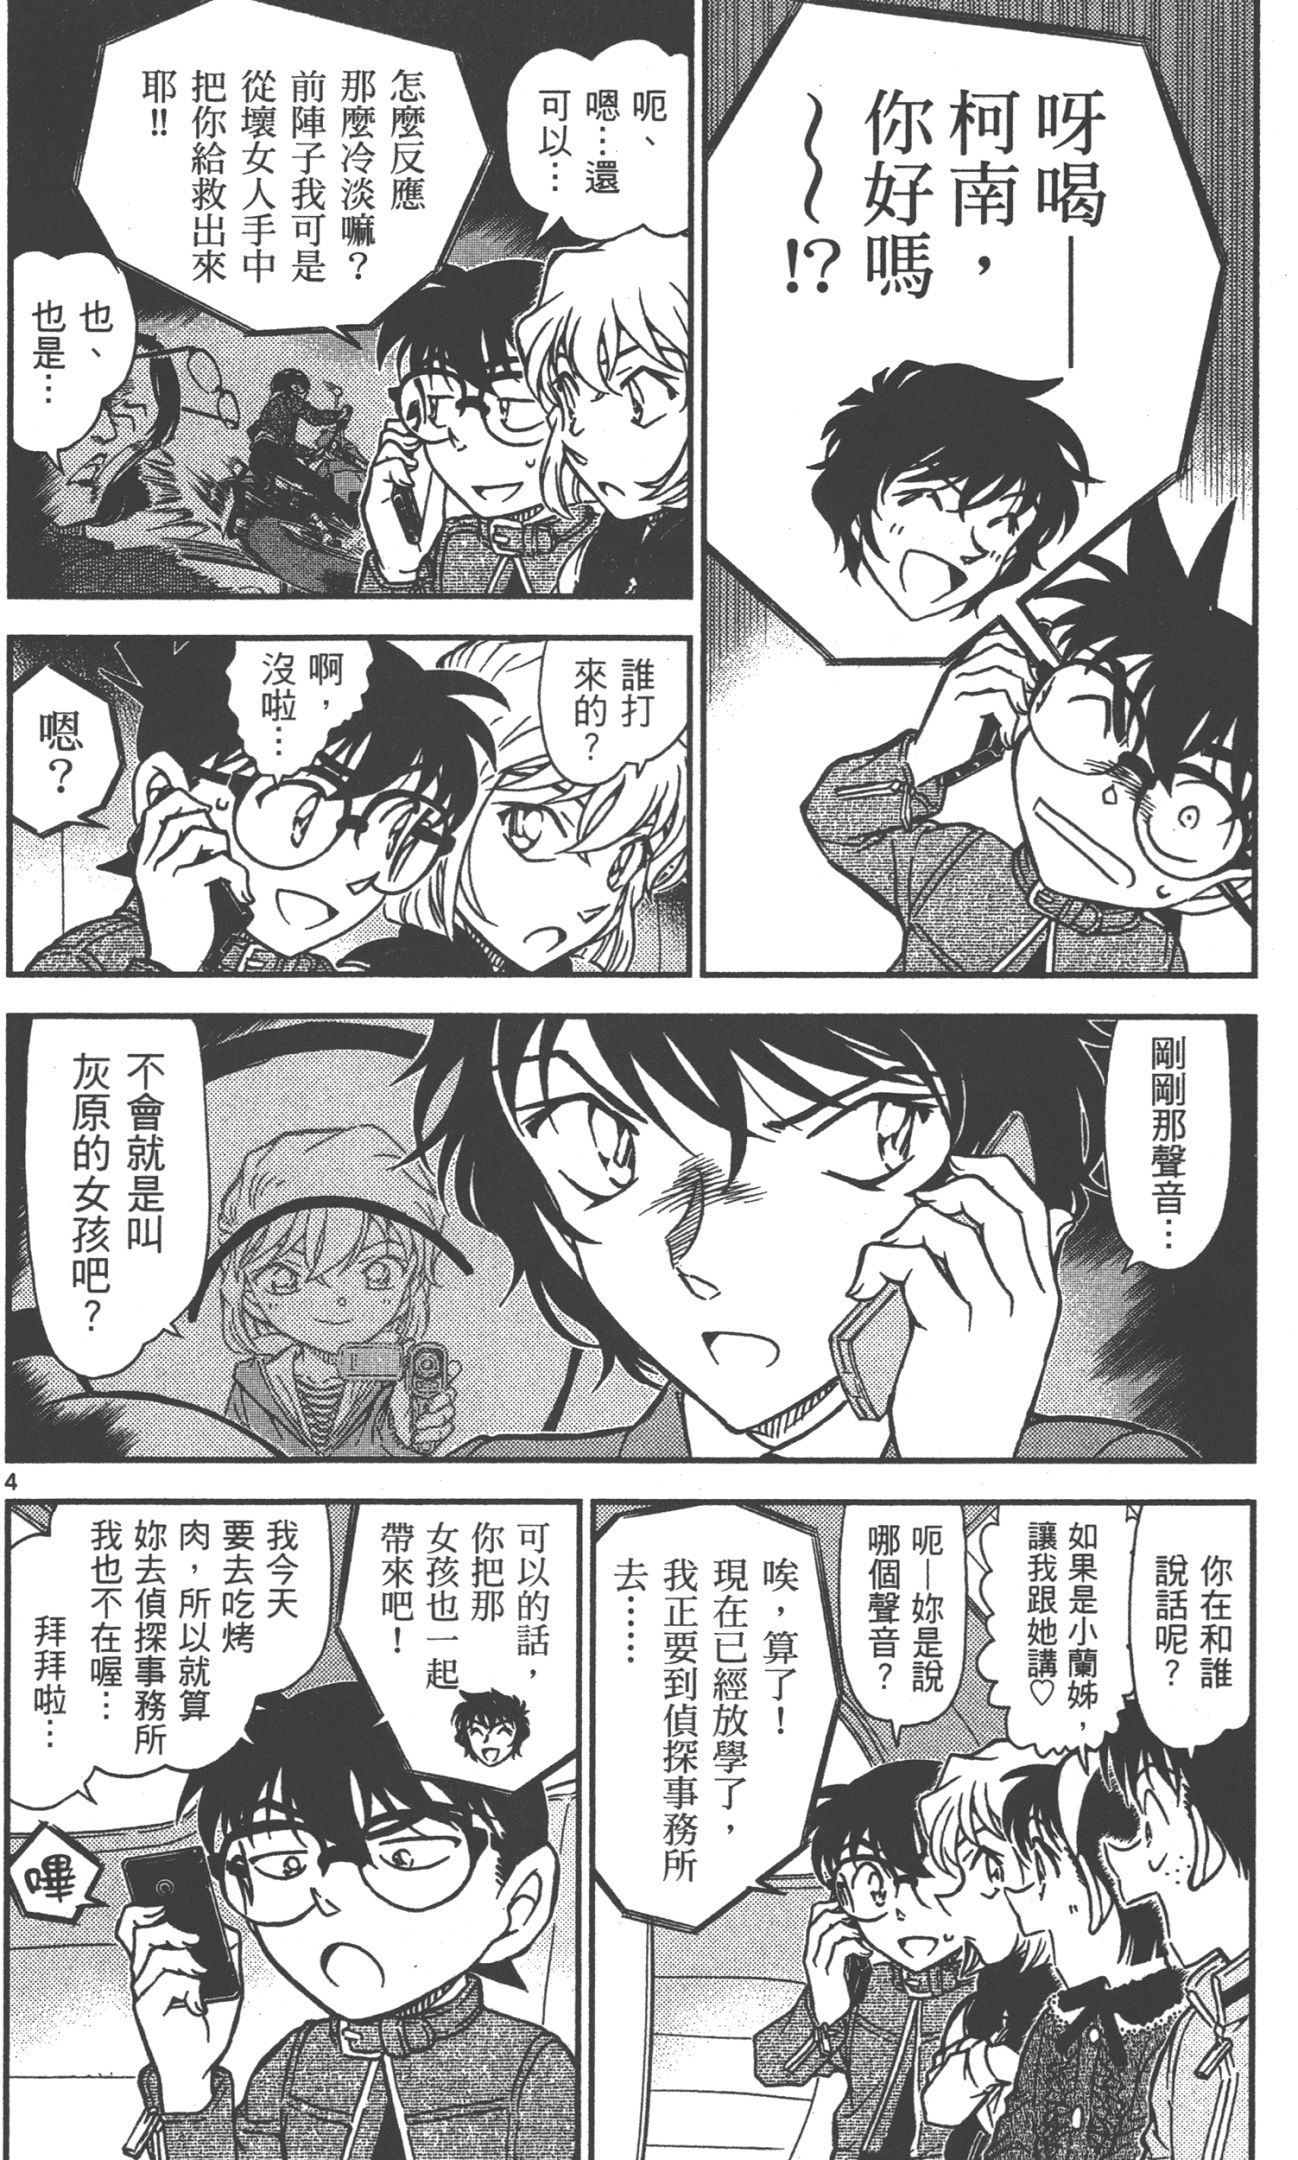 呀喝——
柯南，
你好嗎
～～!?
呃、
嗯…還
可以…
怎麼反應
那麼冷淡嘛？
前陣子我可是
從壞女人手中
把你給救出來
耶!!
也、
也是…
誰打
來的？
啊，
沒啦…
嗯？
剛剛那聲音…
不會就是叫
灰原的女孩吧？
4
你在和誰
說話呢？
如果是小蘭姊，
讓我跟她講♡
呃—妳是說
哪個聲音？
唉，算了！
現在已經放學了，
我正要到偵探事務所
去……
可以的話，
你把那
女孩也一起
帶來吧！
我今天
要去吃烤
肉，所以就算
妳去偵探事務所
我也不在喔…
拜拜啦…
嗶